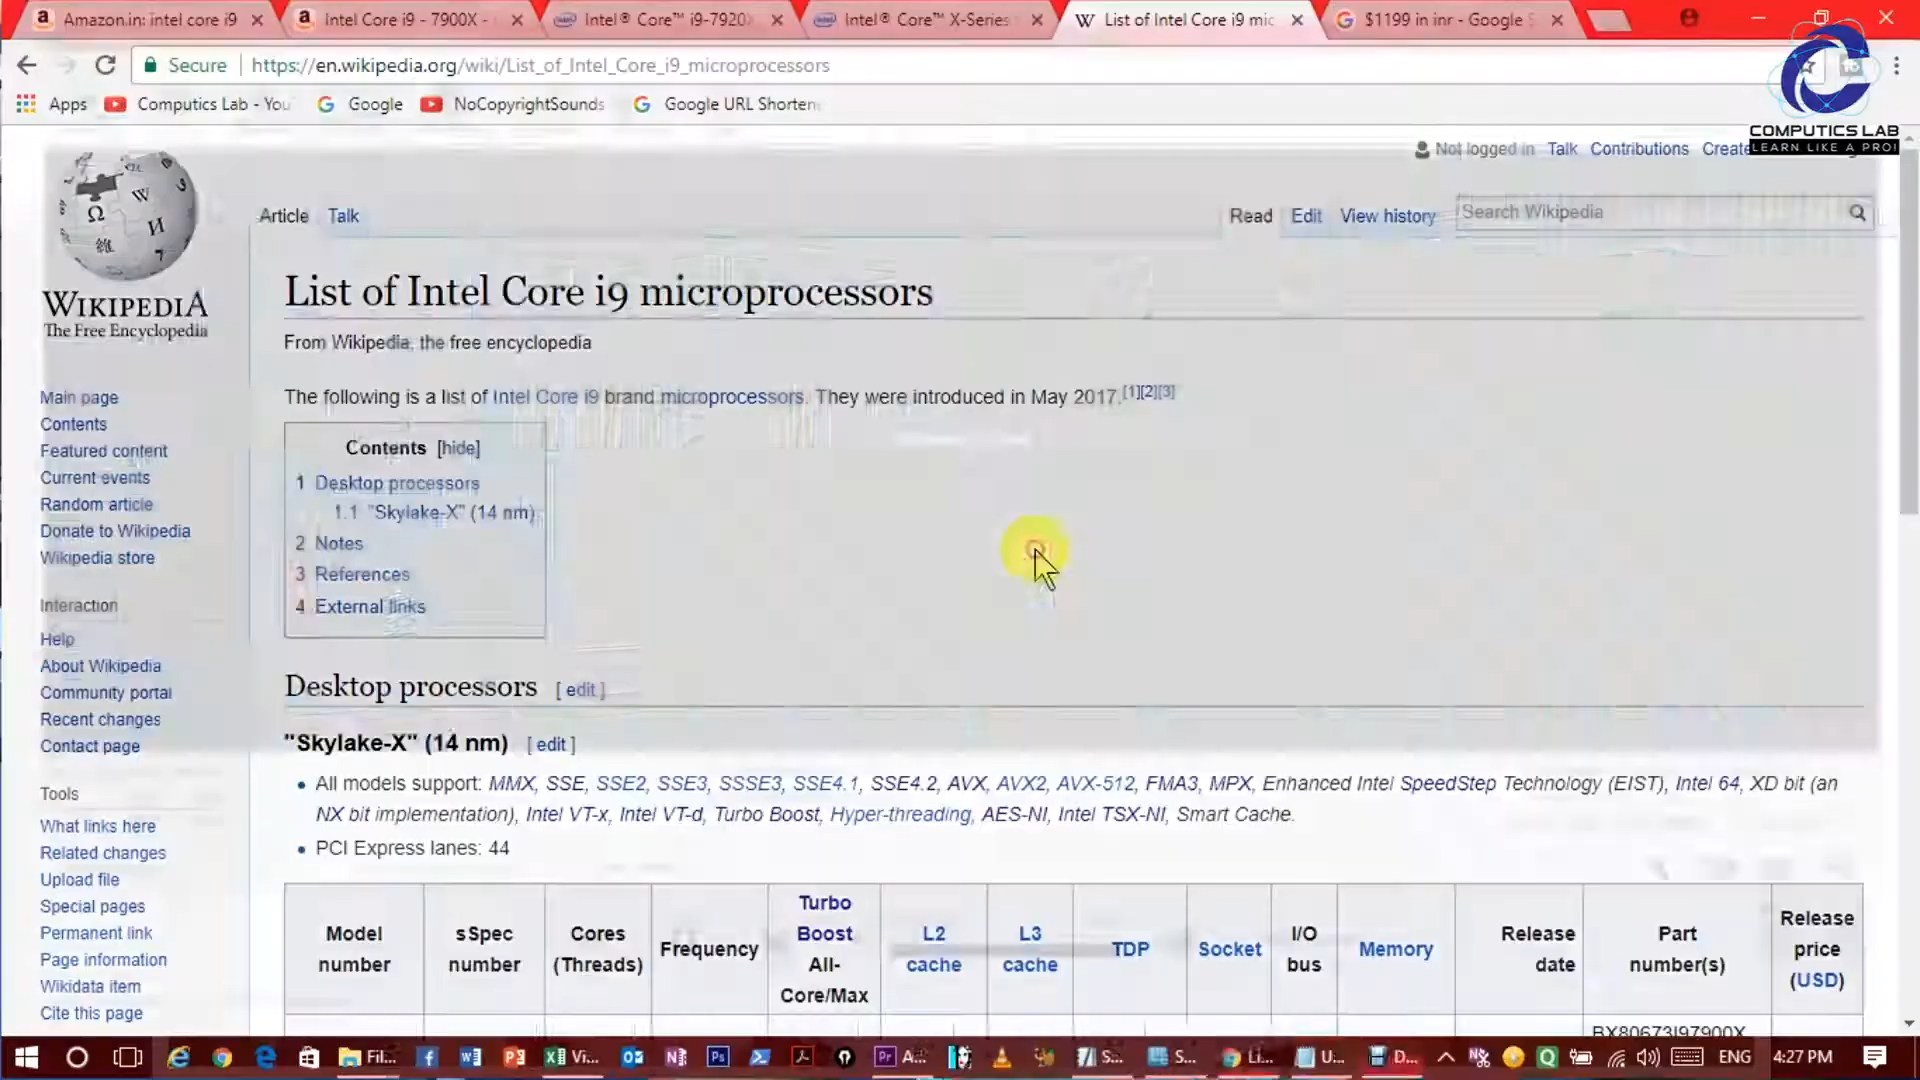 Amazon.in: intel core i9
Intel Core i9 - 7900X -
Intel® Core™ i9-7920
Intel® Core™ X-Series
List of Intel Core i9 mic
$1199 in inr - Google S
Secure
https://en.wikipedia.org/wiki/List_of_Intel_Core_i9_microprocessors
Apps
Computics Lab - You
Google
NoCopyrightSounds
Google URL Shorten
COMPUTICS LAB
LEARN LIKE A PRO!
Not logged in
Talk
Contributions
Create
Article
Talk
Read
Edit
View history
Search Wikipedia
WIKIPEDIA
The Free Encyclopedia
List of Intel Core i9 microprocessors
From Wikipedia, the free encyclopedia
The following is a list of Intel Core i9 brand microprocessors. They were introduced in May 2017.[1][2][3]
Contents [hide]
1 Desktop processors
1.1 "Skylake-X" (14 nm)
2 Notes
3 References
4 External links
Main page
Contents
Featured content
Current events
Random article
Donate to Wikipedia
Wikipedia store
Interaction
Help
About Wikipedia
Community portal
Recent changes
Contact page
Tools
What links here
Related changes
Upload file
Special pages
Permanent link
Page information
Wikidata item
Cite this page
Desktop processors [ edit ]
"Skylake-X" (14 nm) [ edit ]
All models support: MMX, SSE, SSE2, SSE3, SSSE3, SSE4.1, SSE4.2, AVX, AVX2, AVX-512, FMA3, MPX, Enhanced Intel SpeedStep Technology (EIST), Intel 64, XD bit (an
NX bit implementation), Intel VT-x, Intel VT-d, Turbo Boost, Hyper-threading, AES-NI, Intel TSX-NI, Smart Cache.
PCI Express lanes: 44
Model number
sSpec number
Cores (Threads)
Frequency
Turbo Boost All-Core/Max
L2 cache
L3 cache
TDP
Socket
I/O bus
Memory
Release date
Part number(s)
Release price (USD)
BX80673I97900X
Fil...
Vi...
A...
S...
S...
Li...
U...
D...
ENG
4:27 PM